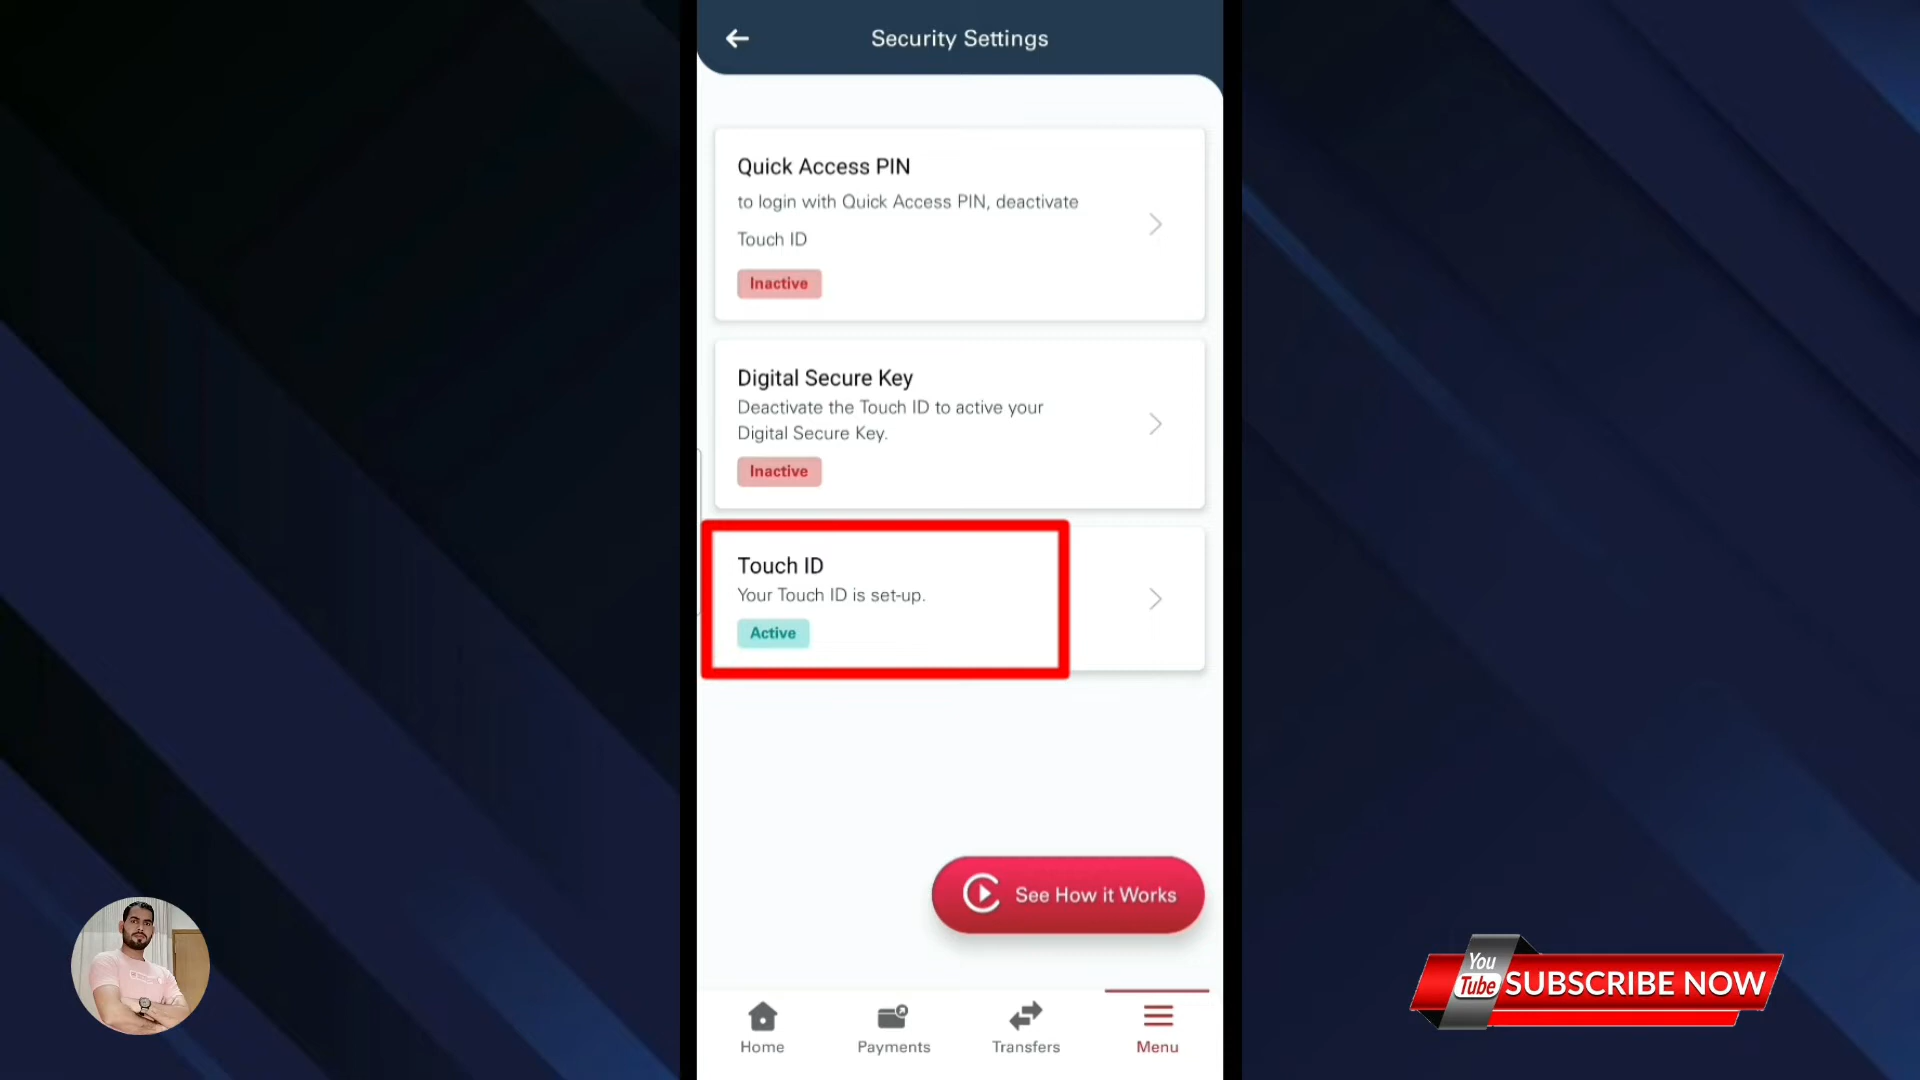 Security Settings
Quick Access PIN
to login with Quick Access PIN, deactivate
Touch ID
Inactive
Digital Secure Key
Deactivate the Touch ID to active your
Digital Secure Key.
Inactive
Touch ID
Your Touch ID is set-up.
Active
See How it Works
Home
Payments
Transfers
Menu
You
Tube
SUBSCRIBE NOW